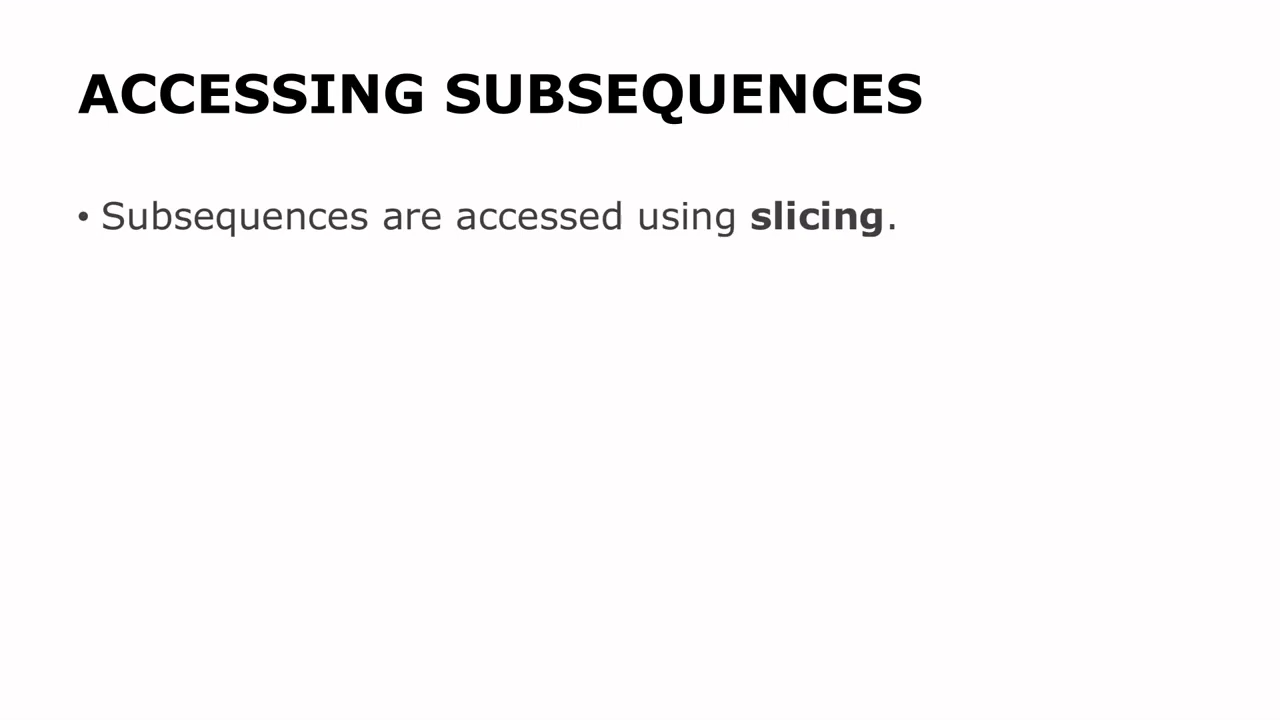 ACCESSING SUBSEQUENCES
• Subsequences are accessed using slicing.